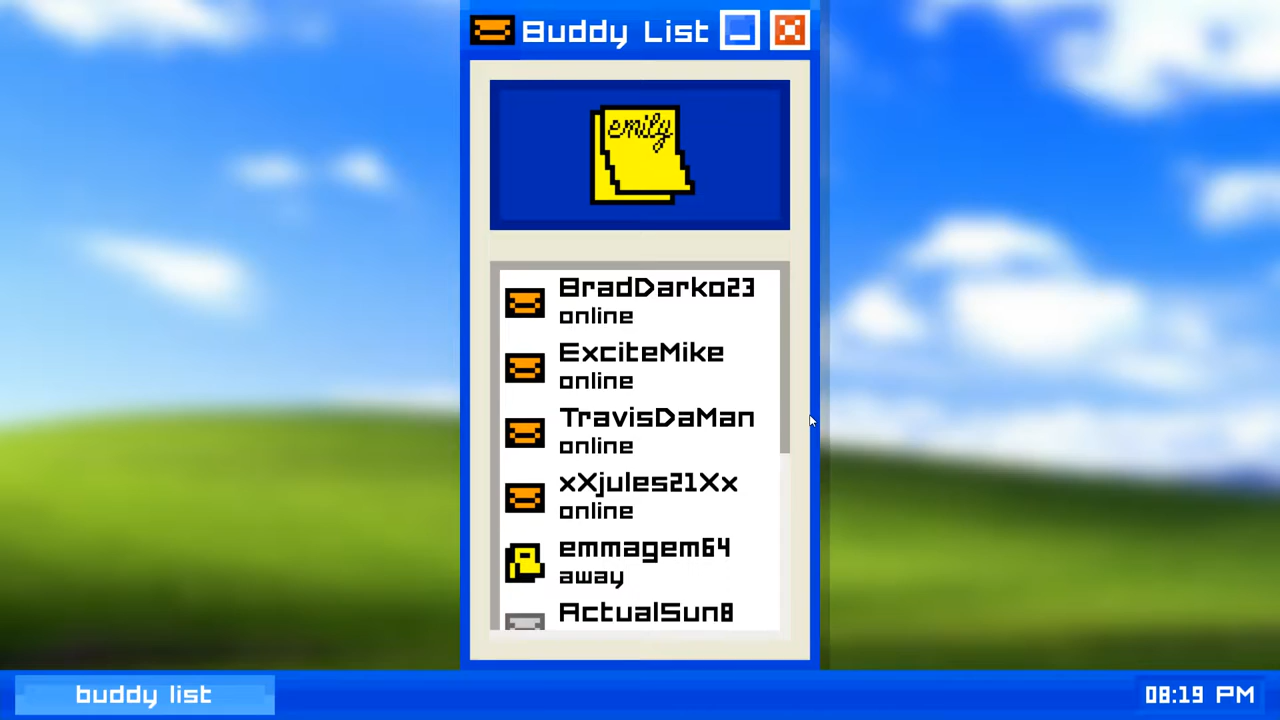 Buddy List
emily
BradDarko23
online
ExciteMike
online
TravisDaMan
online
xXjules21Xx
online
emmagem64
away
ActualSun8
buddy list
08:19 PM